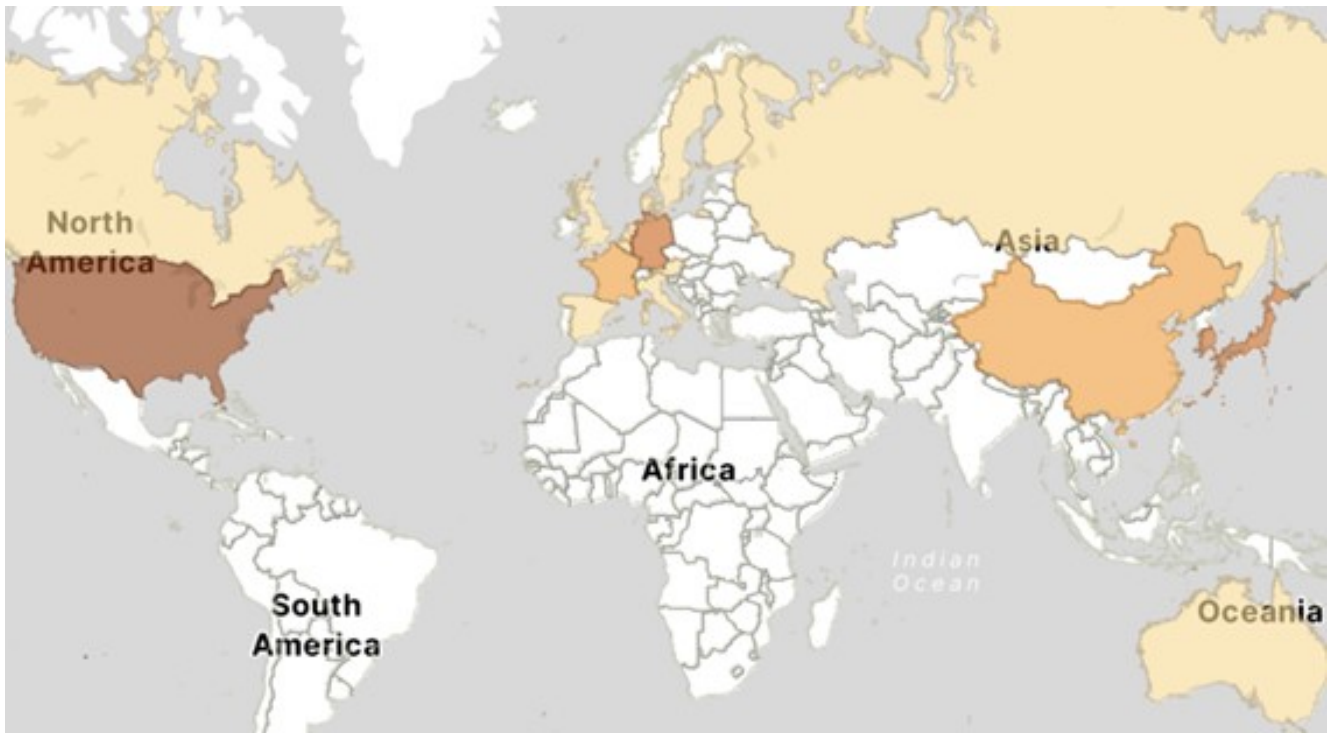 North
America
Asia
Africa
Indian
Ocean
South
America
Oceania